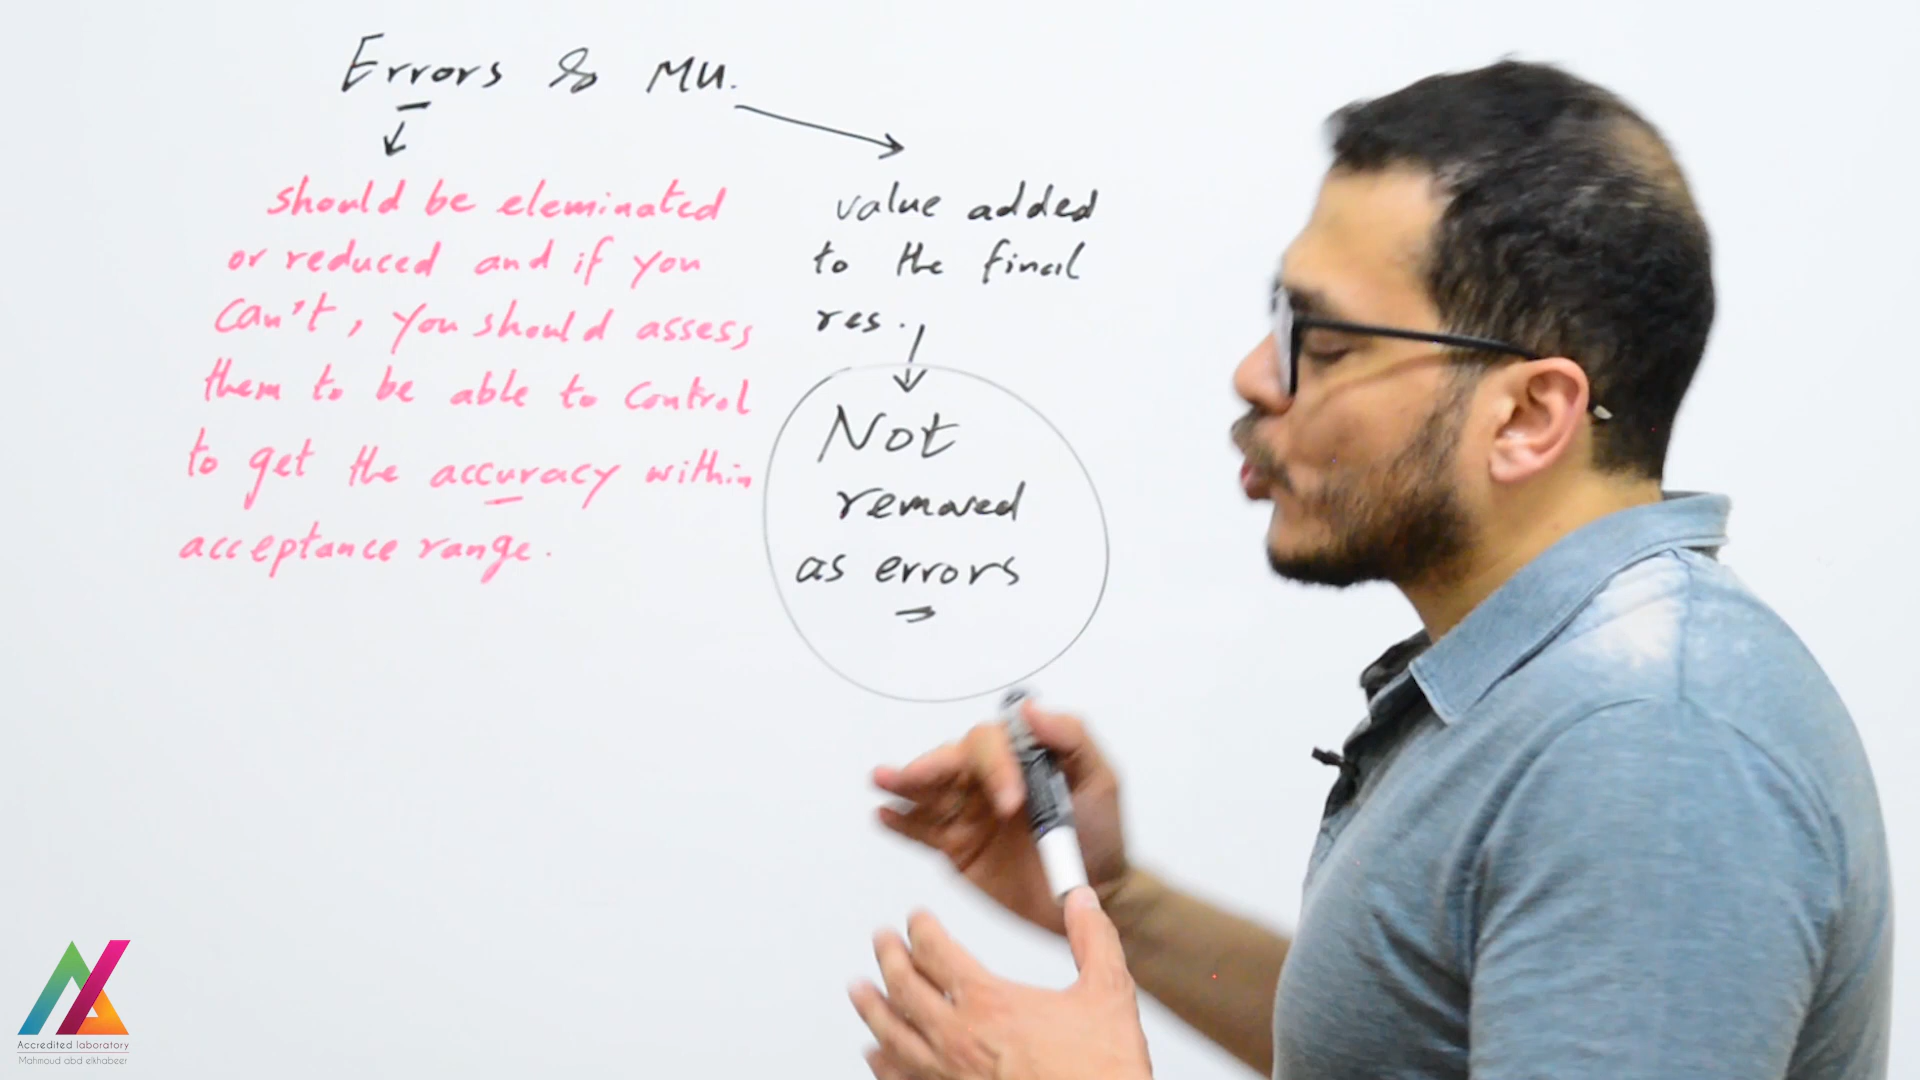 Errors & MU.
should be eleminated
or reduced and if you
can't, you should assess
them to be able to control
to get the accuracy within
acceptance range.
value added
to the final
res.
Not
removed
as errors
Accredited laboratory
Mahmoud abd elkhabeer